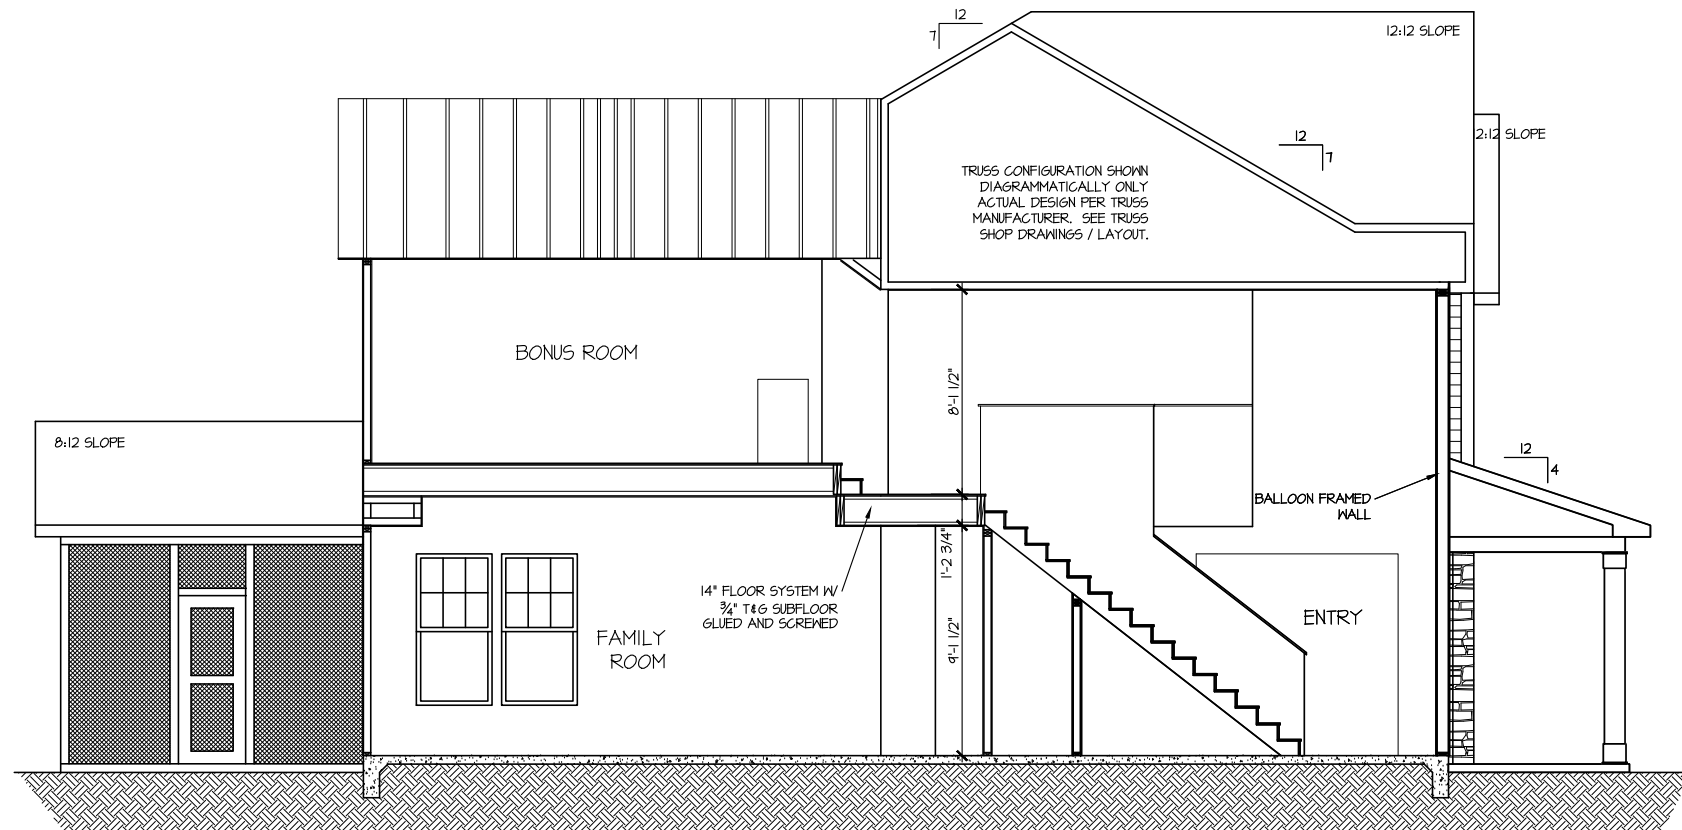 12
7
12:12 SLOPE
12
7
2:12 SLOPE
TRUSS CONFIGURATION SHOWN
DIAGRAMMATICALLY ONLY
ACTUAL DESIGN PER TRUSS
MANUFACTURER. SEE TRUSS
SHOP DRAWINGS / LAYOUT.
BONUS ROOM
8'-1 1/2"
8:12 SLOPE
12
4
BALLOON FRAMED
WALL
1'-2 3/4"
14" FLOOR SYSTEM W/
3/4" T&G SUBFLOOR
GLUED AND SCREWED
FAMILY
ROOM
9'-1 1/2"
ENTRY